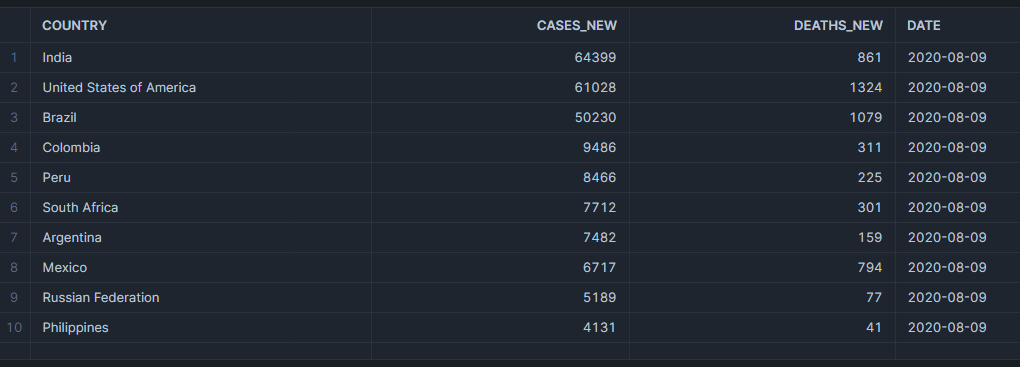 COUNTRY CASES_NEW DEATHS_NEW DATE
1 India 64399 861 2020-08-09
2 United States of America 61028 1324 2020-08-09
3 Brazil 50230 1079 2020-08-09
4 Colombia 9486 311 2020-08-09
5 Peru 8466 225 2020-08-09
6 South Africa 7712 301 2020-08-09
7 Argentina 7482 159 2020-08-09
8 Mexico 6717 794 2020-08-09
9 Russian Federation 5189 77 2020-08-09
10 Philippines 4131 41 2020-08-09